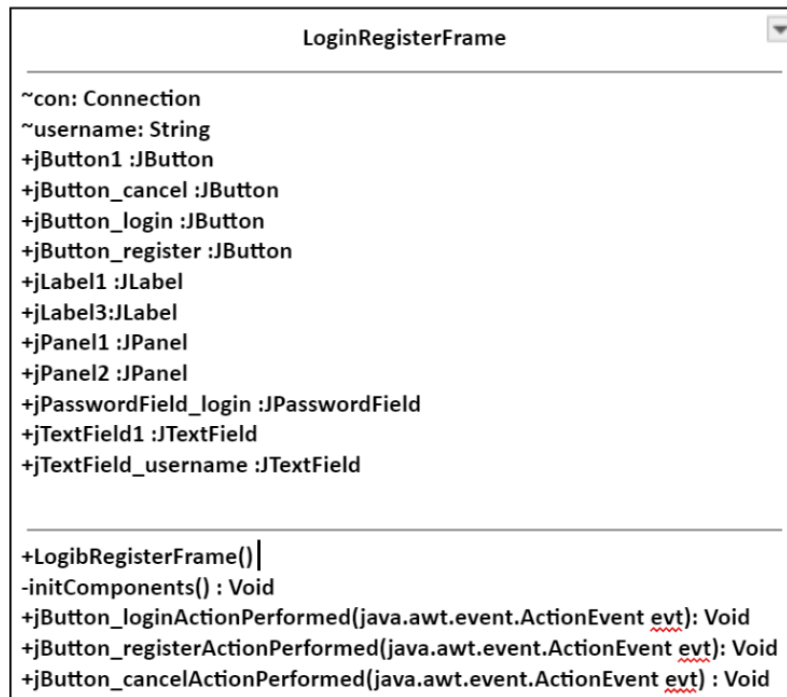 LoginRegisterFrame
~con: Connection
~username: String
+jButton1 :JButton
+jButton_cancel :JButton
+jButton_login :JButton
+jButton_register :JButton
+jLabel1 :JLabel
+jLabel3:JLabel
+jPanel1 :JPanel
+jPanel2 :JPanel
+jPasswordField_login :JPasswordField
+jTextField1 :JTextField
+jTextField_username :JTextField
+LogibRegisterFrame()
-initComponents() : Void
+jButton_loginActionPerformed(java.awt.event.ActionEvent evt): Void
+jButton_registerActionPerformed(java.awt.event.ActionEvent evt): Void
+jButton_cancelActionPerformed(java.awt.event.ActionEvent evt) : Void